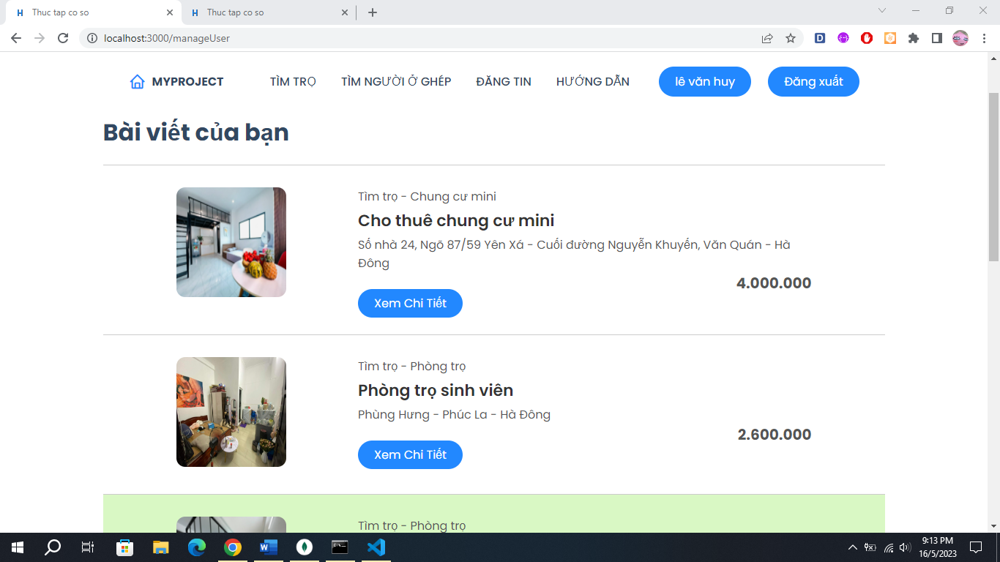 Thuc tap co so
Thuc tap co so
localhost:3000/manageUser
MYPROJECT
TÌM TRỌ
TÌM NGƯỜI Ở GHÉP
ĐĂNG TIN
HƯỚNG DẪN
lê văn huy
Đăng xuất
Bài viết của bạn
Tìm trọ - Chung cư mini
Cho thuê chung cư mini
Số nhà 24, Ngõ 87/59 Yên Xá - Cuối đường Nguyễn Khuyến, Văn Quán - Hà
Đông
4.000.000
Xem Chi Tiết
Tìm trọ - Phòng trọ
Phòng trọ sinh viên
Phùng Hưng - Phúc La - Hà Đông
2.600.000
Xem Chi Tiết
Tìm trọ - Phòng trọ
9:13 PM
16/5/2023